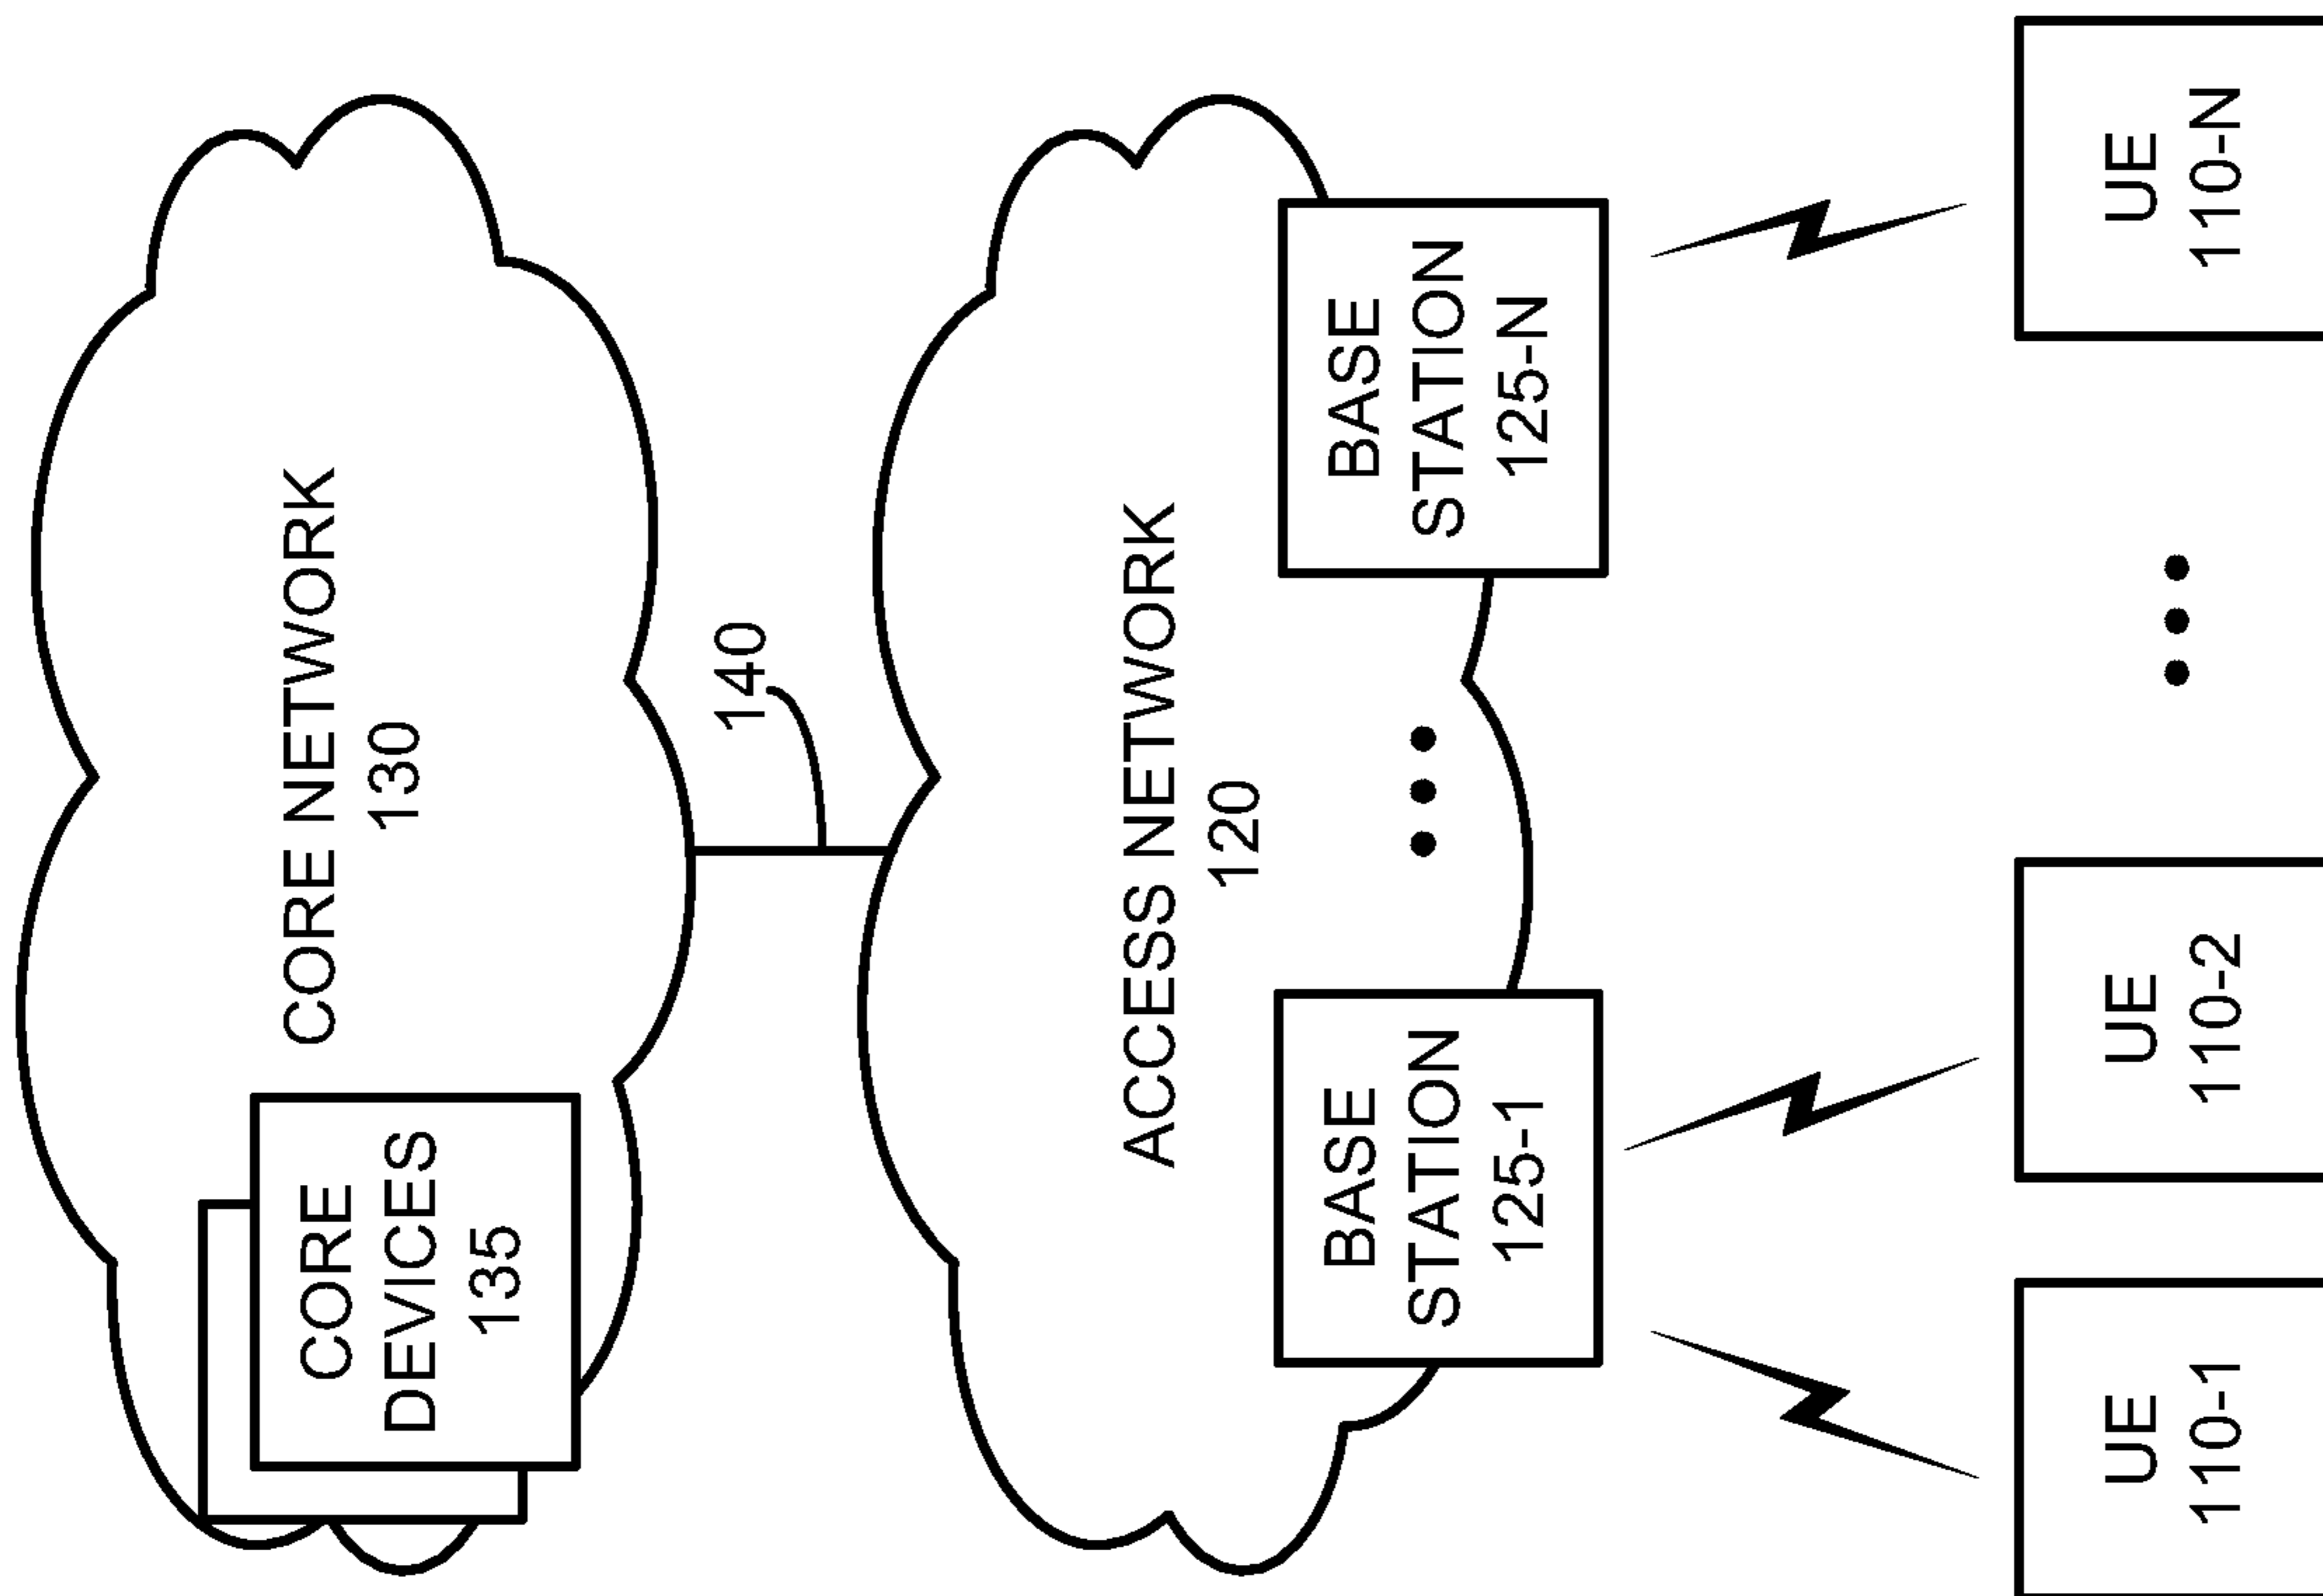 CORE NETWORK
130
CORE
DEVICES
135
140
ACCESS NETWORK
120
BASE
STATION
125-1
BASE
STATION
125-N
UE
110-1
UE
110-2
UE
110-N